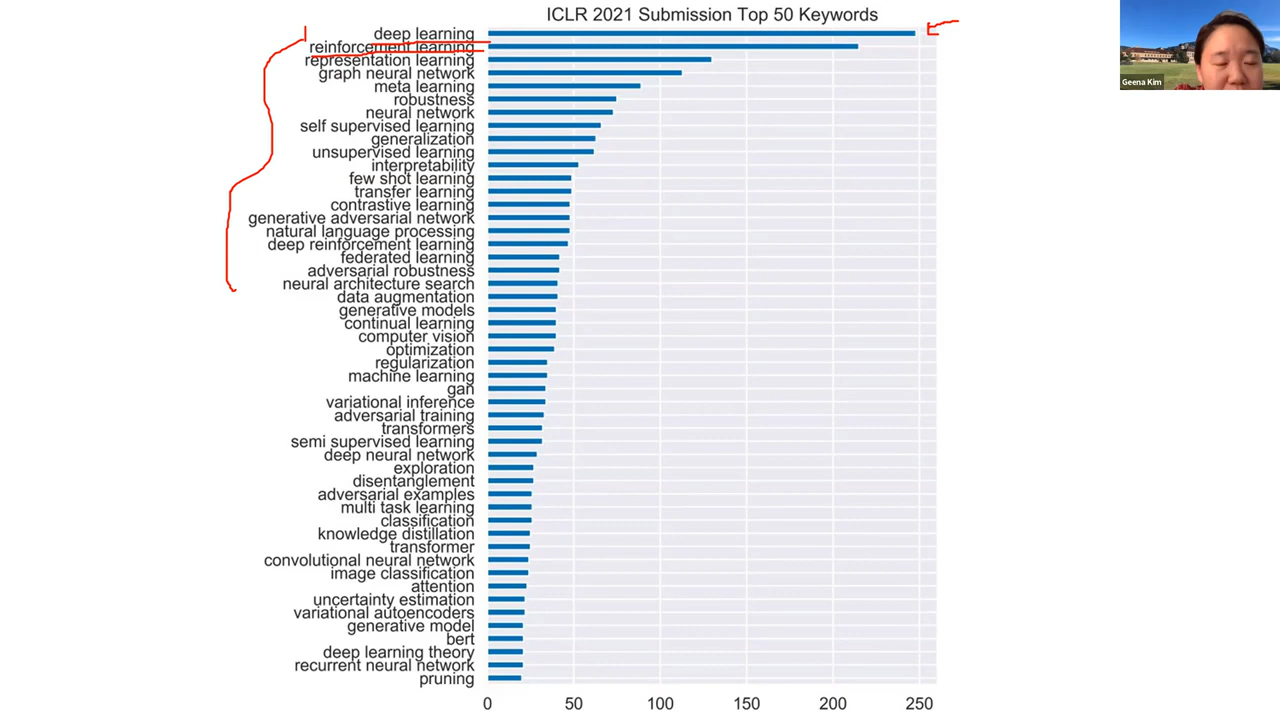 ICLR 2021 Submission Top 50 Keywords
deep learning
reinforcement learning
representation learning
graph neural network
meta learning
robustness
neural network
self supervised learning
generalization
unsupervised learning
interpretability
few shot learning
transfer learning
contrastive learning
generative adversarial network
natural language processing
deep reinforcement learning
federated learning
adversarial robustness
neural architecture search
data augmentation
generative models
continual learning
computer vision
optimization
regularization
machine learning
gan
variational inference
adversarial training
transformers
semi supervised learning
deep neural network
exploration
disentanglement
adversarial examples
multi task learning
classification
knowledge distillation
transformer
convolutional neural network
image classification
attention
uncertainty estimation
variational autoencoders
generative model
bert
deep learning theory
recurrent neural network
pruning
0 50 100 150 200 250
Geena Kim